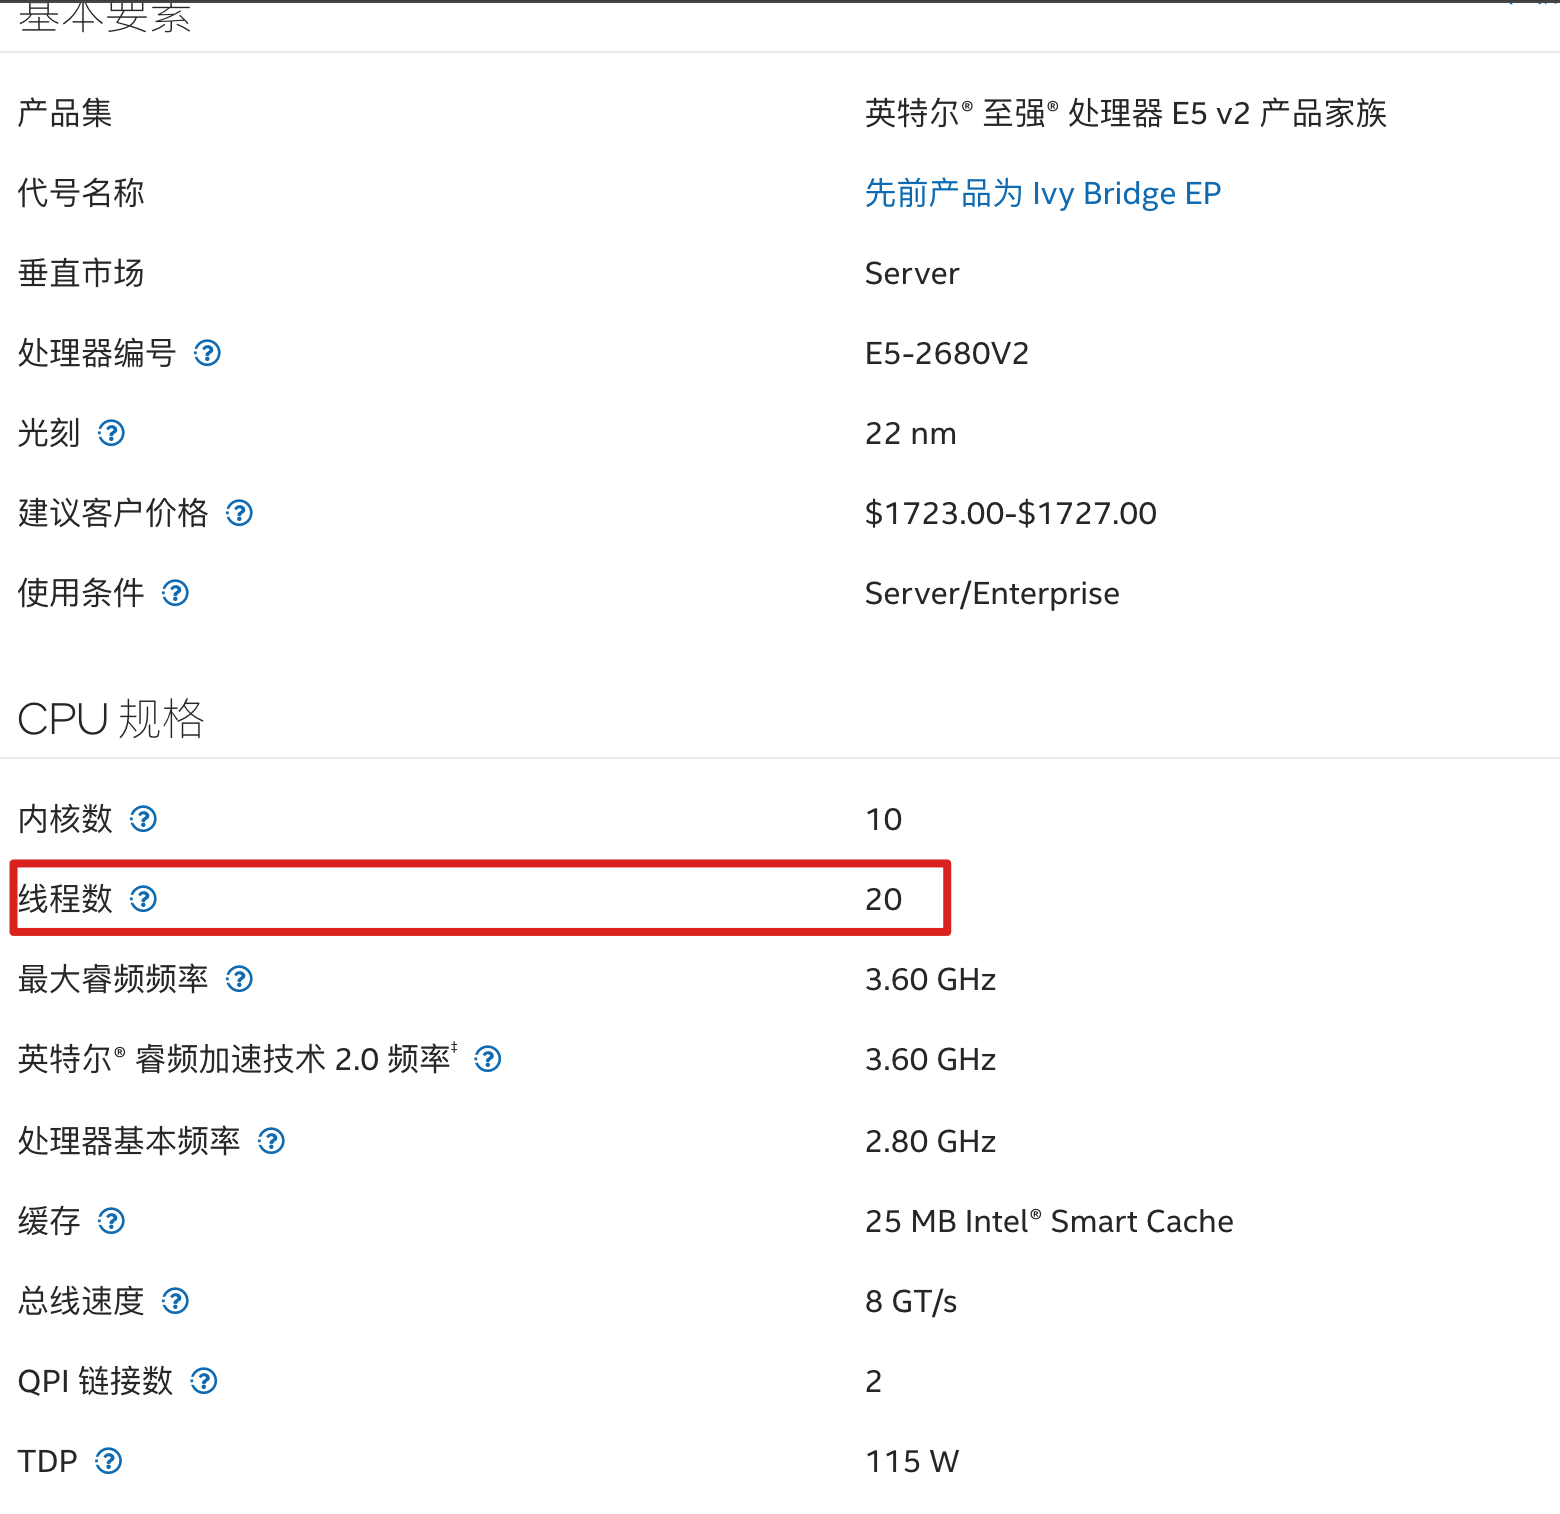 基本要素
产品集 英特尔® 至强® 处理器 E5 v2 产品家族
代号名称 先前产品为 Ivy Bridge EP
垂直市场 Server
处理器编号 ? E5-2680V2
光刻 ? 22 nm
建议客户价格 ? $1723.00-$1727.00
使用条件 ? Server/Enterprise
CPU 规格
内核数 ? 10
线程数 ? 20
最大睿频频率 ? 3.60 GHz
英特尔® 睿频加速技术 2.0 频率‡ ? 3.60 GHz
处理器基本频率 ? 2.80 GHz
缓存 ? 25 MB Intel® Smart Cache
总线速度 ? 8 GT/s
QPI 链接数 ? 2
TDP ? 115 W